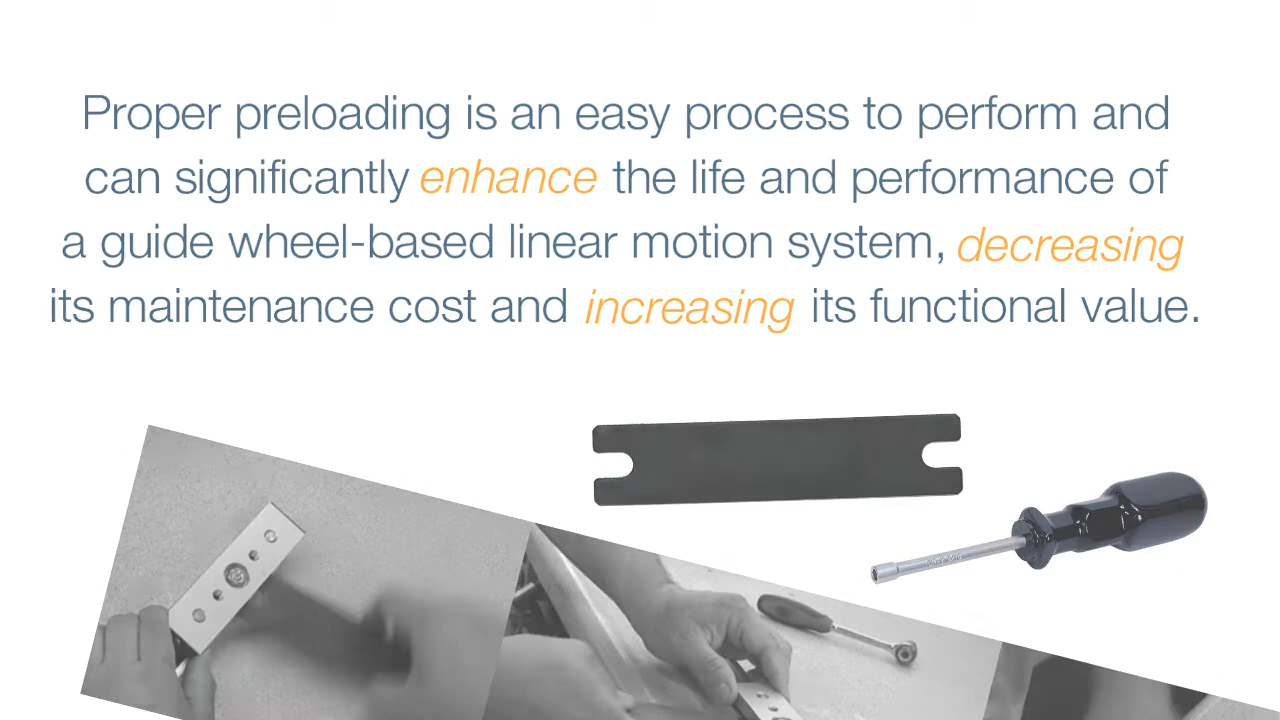 Proper preloading is an easy process to perform and
can significantly enhance the life and performance of
a guide wheel-based linear motion system, decreasing
its maintenance cost and increasing its functional value.